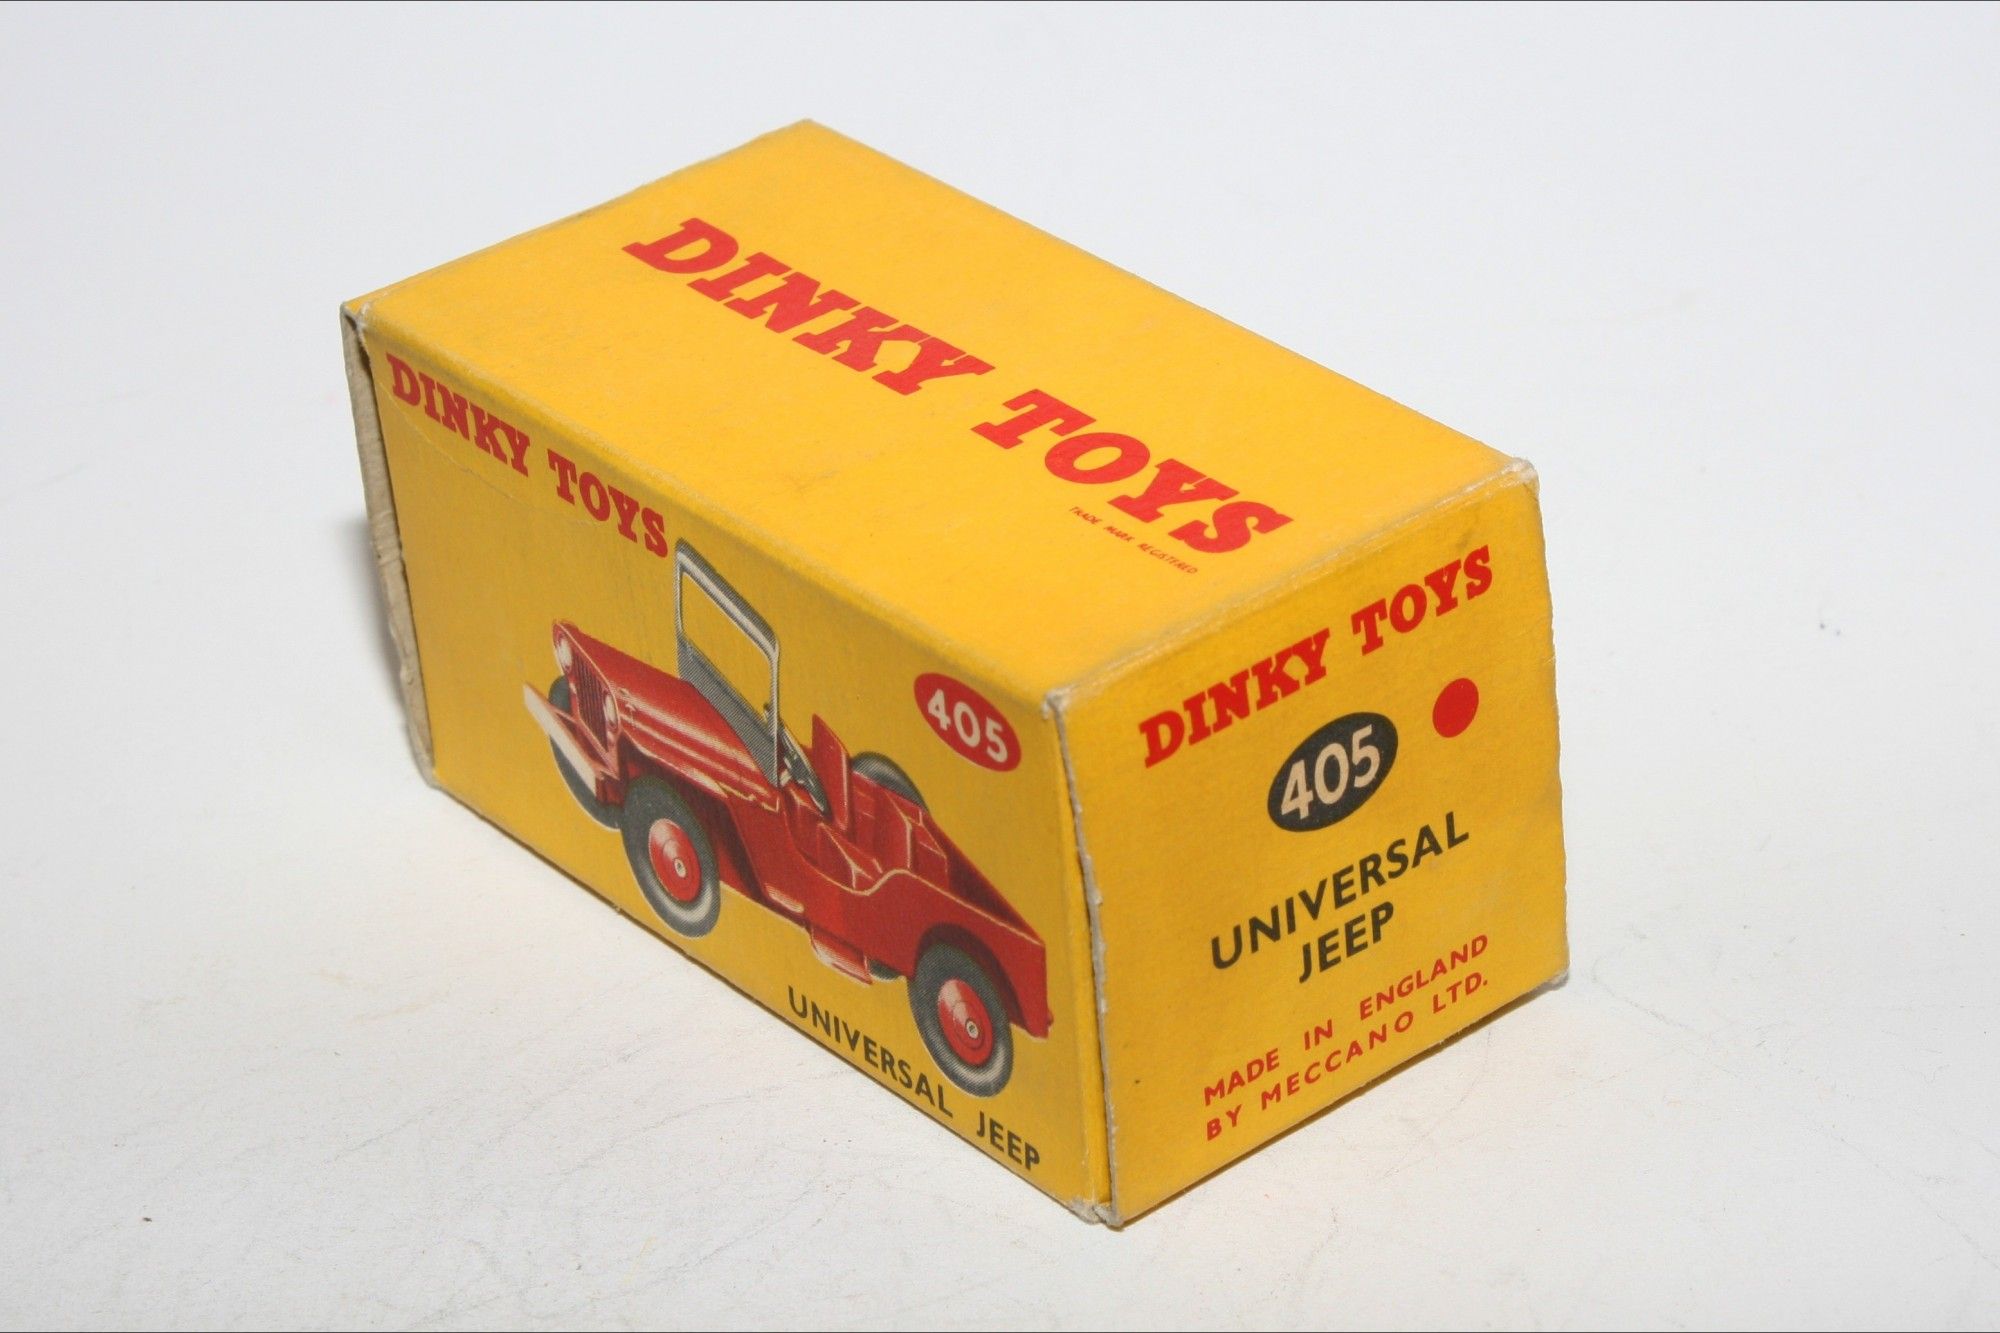 DINKY TOYS
TRADE MARK REGISTERED
DINKY TOYS
405
UNIVERSAL JEEP
DINKY TOYS
405
UNIVERSAL
JEEP
MADE IN ENGLAND
BY MECCANO LTD.